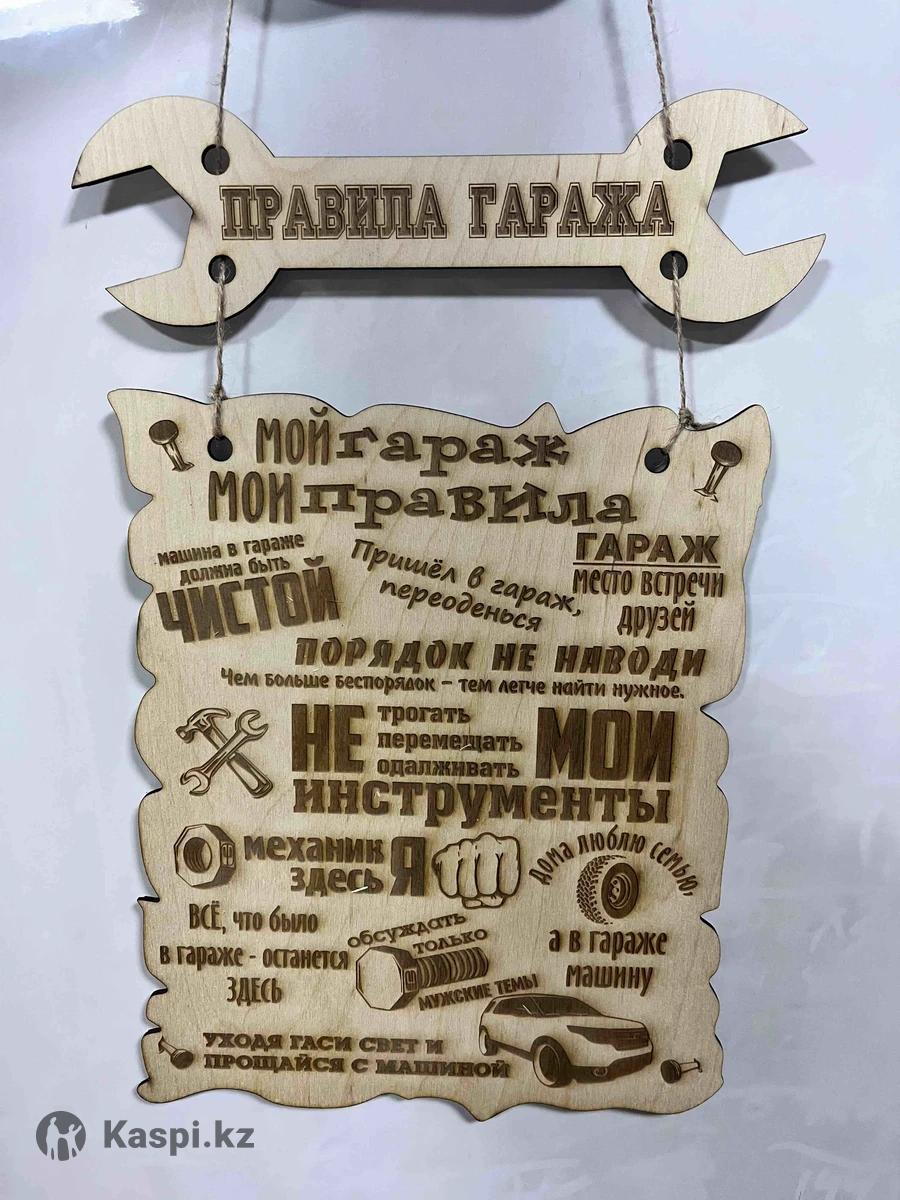 ПРАВИЛА ГАРАЖА
МОЙ гараж
МОИ правила
машина в гараже
должна быть
ЧИСТОЙ
Пришёл в гараж,
переоденься
ГАРАЖ
место встречи
друзей
ПОРЯДОК НЕ НАВОДИ
Чем больше беспорядок – тем легче найти нужное.
НЕ трогать
перемещать
одалживать
МОИ
инструменты
механик
здесь Я
дома люблю семью,
а в гараже
машину
ВСЁ, что было
в гараже - останется
ЗДЕСЬ
обсуждать
только
мужские темы
УХОДЯ ГАСИ СВЕТ И
ПРОЩАЙСЯ С МАШИНОЙ
Kaspi.kz